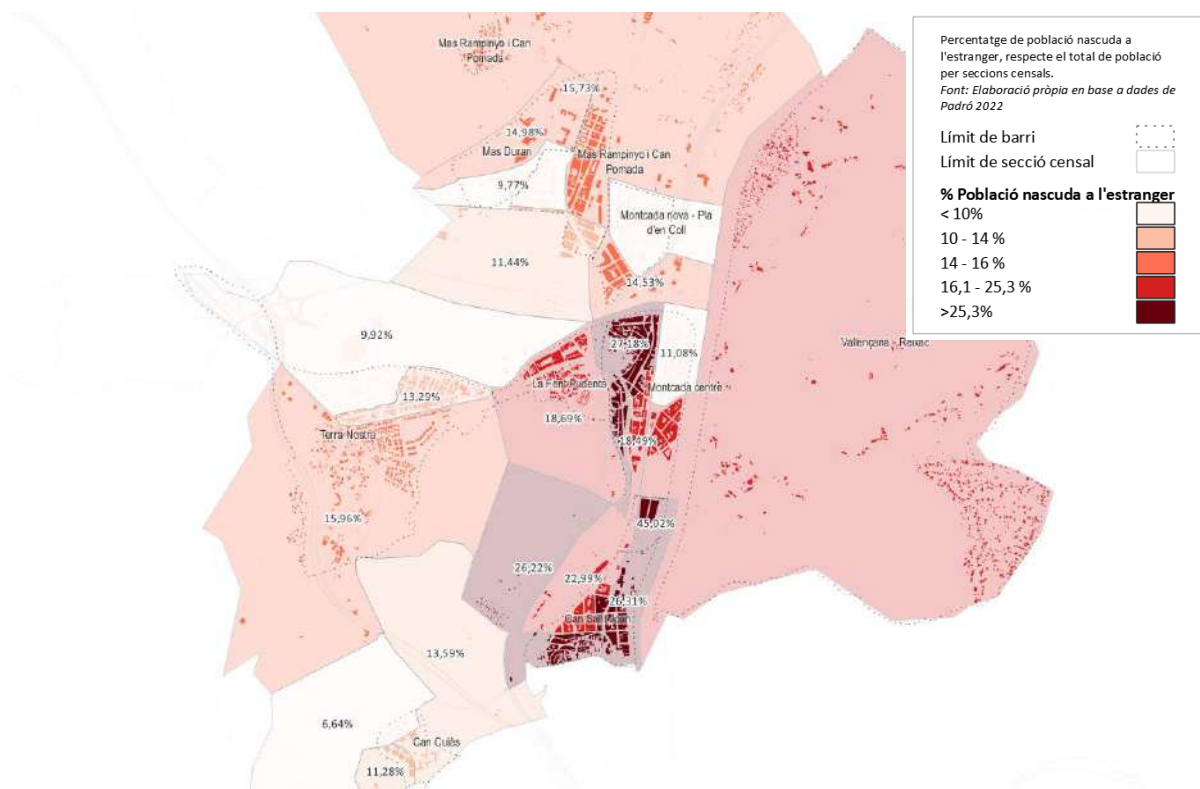 Percentatge de població nascuda a
l'estranger, respecte el total de població
per seccions censals.
Font: Elaboració pròpia en base a dades de
Padró 2022
Límit de barri
Límit de secció censal
% Població nascuda a l'estranger
< 10%
10 - 14 %
14 - 16 %
16,1 - 25,3 %
>25,3%
Mas Rampinyo i Can
Pomada
15,73%
14,98%
Mas Duran
Mas Rampinyo i Can
Pomada
9,77%
Montcada nova - Pla
d'en Coll
11,44%
14,53%
9,92%
27,18%
11,08%
Vallençana - Reixac
La Font Pudenta
Montcada centre
13,29%
18,69%
Terra Nostra
18,49%
15,96%
45,02%
26,22%
22,99%
26,31%
Can Sant Joan
13,59%
6,64%
Can Cuiàs
11,28%